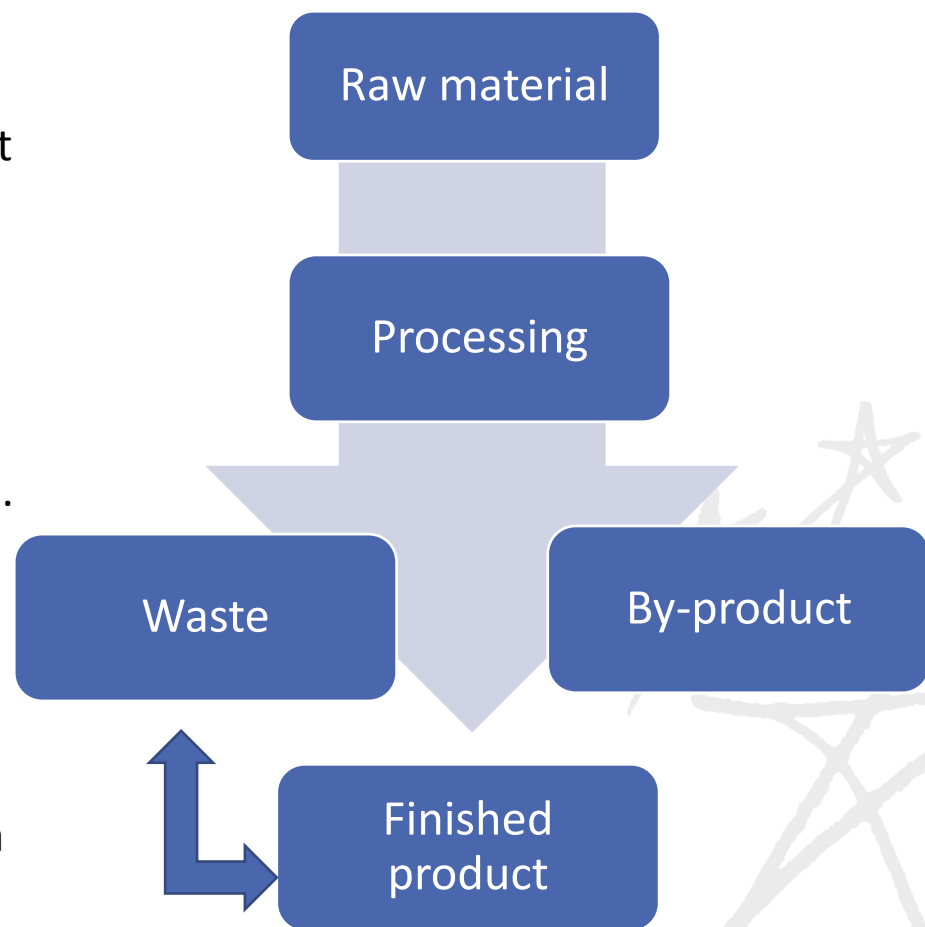 Raw material
t
Processing
.
Waste
By-product
Finished
product
n